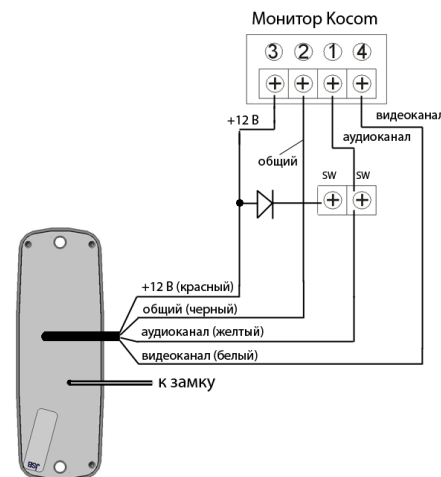 Монитор Kocom
3 2 1 4
видеоканал
+12 В
аудиоканал
общий
SW SW
+12 В (красный)
общий (черный)
аудиоканал (желтый)
видеоканал (белый)
к замку
JSB